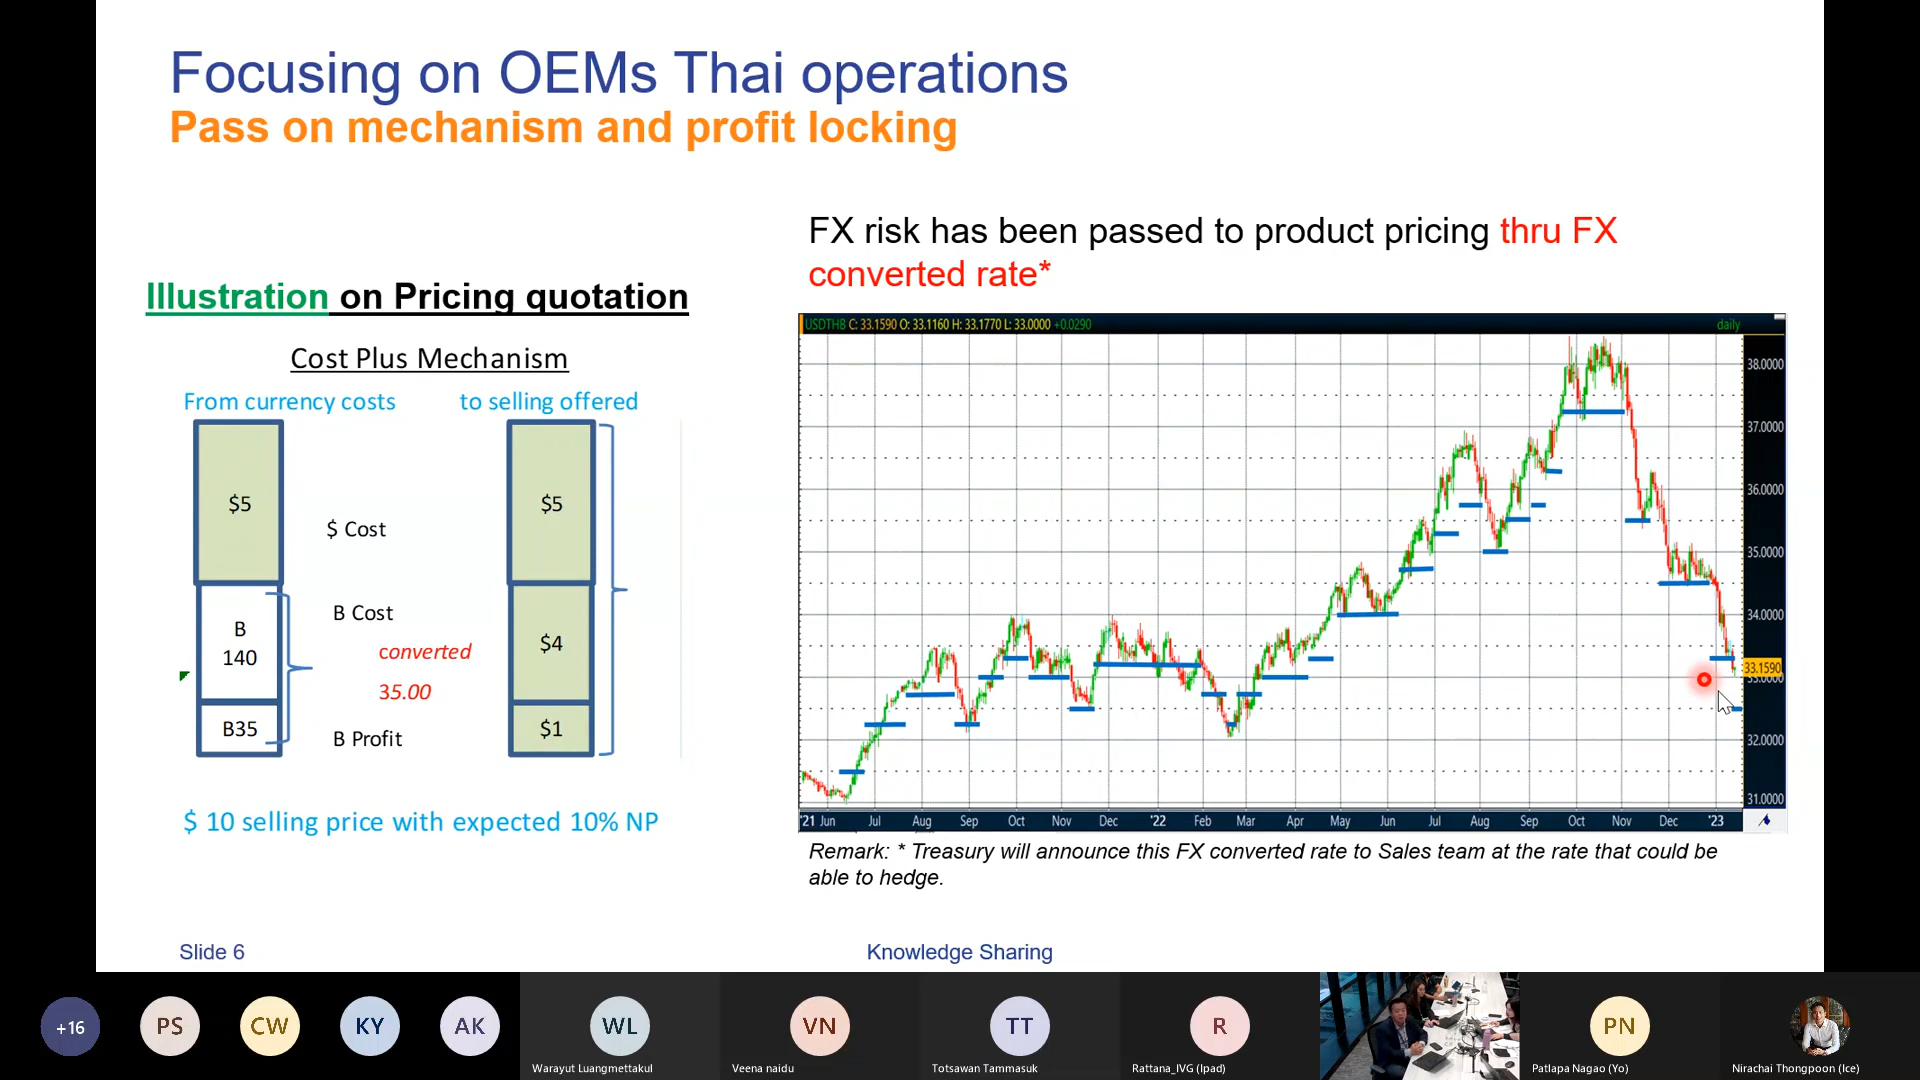 Focusing on OEMs Thai operations
Pass on mechanism and profit locking
FX risk has been passed to product pricing thru FX
converted rate*
Illustration on Pricing quotation
Cost Plus Mechanism
From currency costs to selling offered
$5
$ Cost
$5
B
140
B Cost
converted
35.00
$4
B35
B Profit
$1
$ 10 selling price with expected 10% NP
USDTHB C: 33.1590 O: 33.1160 H: 33.1770 L: 33.0000 +0.0290
daily
38.0000
37.0000
36.0000
35.0000
34.0000
33.1590
33.0000
32.0000
31.0000
'21 Jun Jul Aug Sep Oct Nov Dec '22 Feb Mar Apr May Jun Jul Aug Sep Oct Nov Dec '23
Remark: * Treasury will announce this FX converted rate to Sales team at the rate that could be
able to hedge.
Slide 6
Knowledge Sharing
+16
PS
CW
KY
AK
WL
VN
TT
R
PN
Warayut Luangmettakul
Veena naidu
Totsawan Tammasuk
Rattana_IVG (Ipad)
Patlapa Nagao (Yo)
Nirachai Thongpoon (Ice)